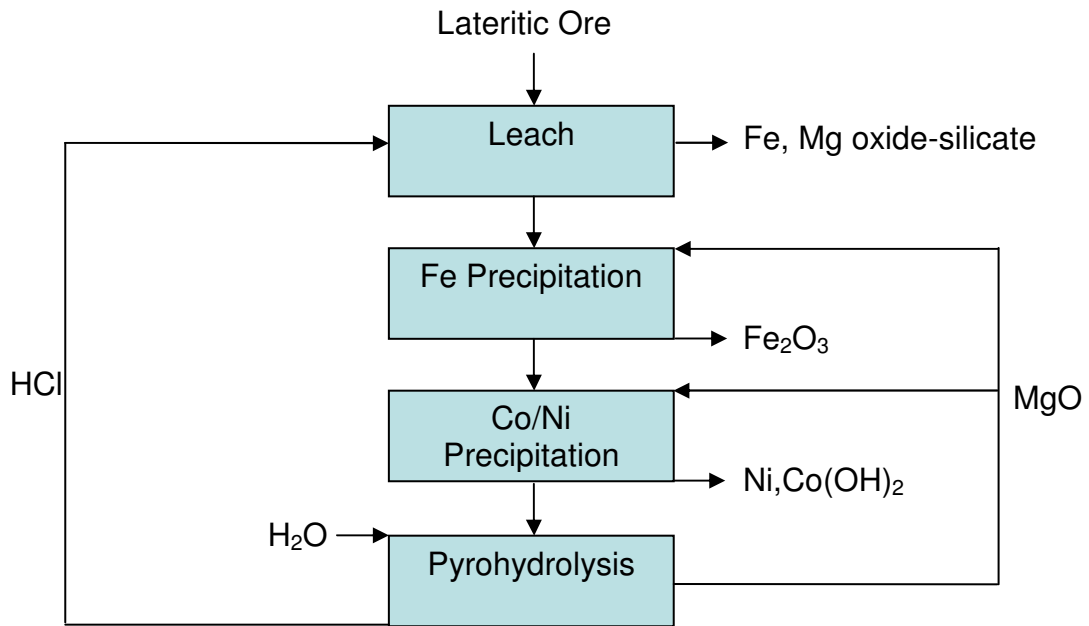 Lateritic Ore
Leach
Fe, Mg oxide-silicate
Fe Precipitation
Fe₂O₃
HCl
MgO
Co/Ni
Precipitation
Ni,Co(OH)₂
H₂O
Pyrohydrolysis